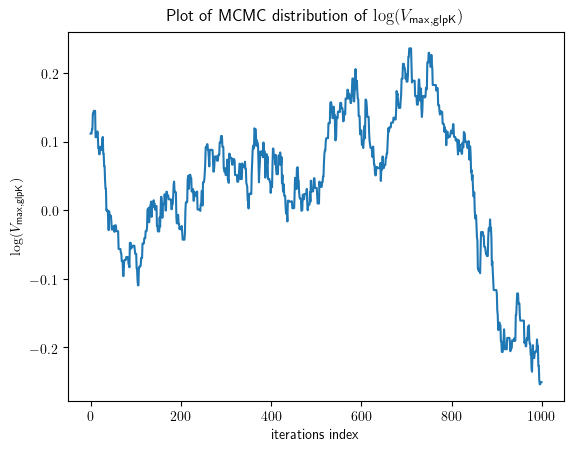 Plot of MCMC distribution of log(V_max,glpK)
log(V_max,glpK)
0.2
0.1
0.0
−0.1
−0.2
0 200 400 600 800 1000
iterations index